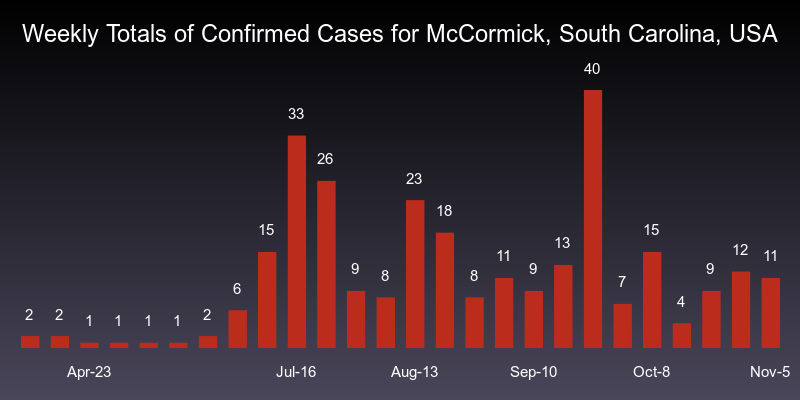 Weekly Totals of Confirmed Cases for McCormick, South Carolina, USA
2 2 1 1 1 1 2 6 15 33 26 9 8 23 18 8 11 9 13 40 7 15 4 9 12 11
Apr-23 Jul-16 Aug-13 Sep-10 Oct-8 Nov-5